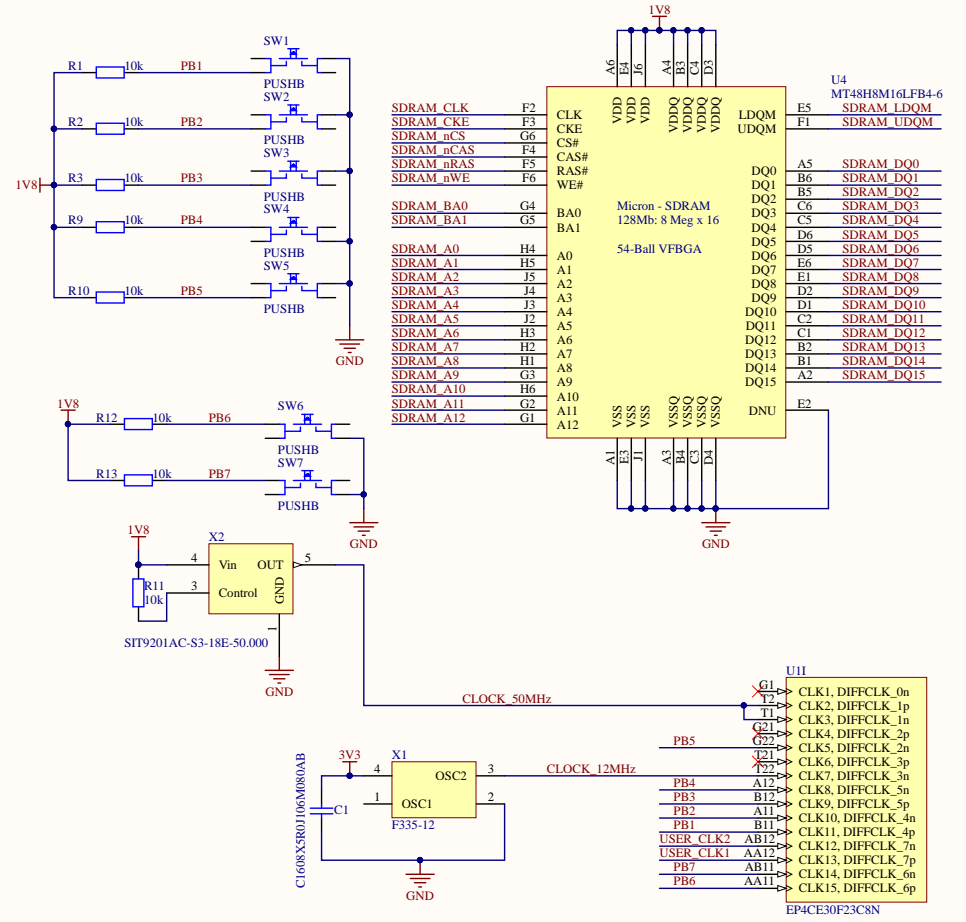 1V8
R1 10k PB1
SW1
PUSHB
R2 10k PB2
SW2
PUSHB
1V8
R3 10k PB3
SW3
PUSHB
R9 10k PB4
SW4
PUSHB
R10 10k PB5
SW5
PUSHB
GND
A6 E4 J6 A4 B3 C4 D3
VDD VDD VDD VDDQ VDDQ VDDQ VDDQ
U4
MT48H8M16LFB4-6
SDRAM_CLK F2 CLK
SDRAM_CKE F3 CKE
SDRAM_nCS G6 CS#
SDRAM_nCAS F4 CAS#
SDRAM_nRAS F5 RAS#
SDRAM_nWE F6 WE#
SDRAM_BA0 G4 BA0
SDRAM_BA1 G5 BA1
SDRAM_A0 H4 A0
SDRAM_A1 H5 A1
SDRAM_A2 J5 A2
SDRAM_A3 J4 A3
SDRAM_A4 J3 A4
SDRAM_A5 J2 A5
SDRAM_A6 H3 A6
SDRAM_A7 H2 A7
SDRAM_A8 H1 A8
SDRAM_A9 G3 A9
SDRAM_A10 H6 A10
SDRAM_A11 G2 A11
SDRAM_A12 G1 A12
Micron - SDRAM
128Mb: 8 Meg x 16
54-Ball VFBGA
LDQM E5 SDRAM_LDQM
UDQM F1 SDRAM_UDQM
DQ0 A5 SDRAM_DQ0
DQ1 B6 SDRAM_DQ1
DQ2 B5 SDRAM_DQ2
DQ3 C6 SDRAM_DQ3
DQ4 C5 SDRAM_DQ4
DQ5 D6 SDRAM_DQ5
DQ6 D5 SDRAM_DQ6
DQ7 E6 SDRAM_DQ7
DQ8 E1 SDRAM_DQ8
DQ9 D2 SDRAM_DQ9
DQ10 D1 SDRAM_DQ10
DQ11 C2 SDRAM_DQ11
DQ12 C1 SDRAM_DQ12
DQ13 B2 SDRAM_DQ13
DQ14 B1 SDRAM_DQ14
DQ15 A2 SDRAM_DQ15
DNU E2
VSS VSS VSS VSSQ VSSQ VSSQ VSSQ
A1 E3 J1 A3 B4 C3 D4
GND
1V8
R12 10k PB6
SW6
PUSHB
R13 10k PB7
SW7
PUSHB
GND
1V8
X2
R11
10k
4 Vin OUT 5
3 Control
GND
1
SIT9201AC-S3-18E-50.000
GND
CLOCK_50MHz
3V3
X1
4 OSC2 3
1 OSC1 2
F335-12
C1
C1608X5R0J106M080AB
GND
CLOCK_12MHz
U1I
G1 CLK1, DIFFCLK_0n
T2 CLK2, DIFFCLK_1p
T1 CLK3, DIFFCLK_1n
G21 CLK4, DIFFCLK_2p
PB5 G22 CLK5, DIFFCLK_2n
T21 CLK6, DIFFCLK_3p
T22 CLK7, DIFFCLK_3n
PB4 A12 CLK8, DIFFCLK_5n
PB3 B12 CLK9, DIFFCLK_5p
PB2 A11 CLK10, DIFFCLK_4n
PB1 B11 CLK11, DIFFCLK_4p
USER_CLK2 AB12 CLK12, DIFFCLK_7n
USER_CLK1 AA12 CLK13, DIFFCLK_7p
PB7 AB11 CLK14, DIFFCLK_6n
PB6 AA11 CLK15, DIFFCLK_6p
EP4CE30F23C8N